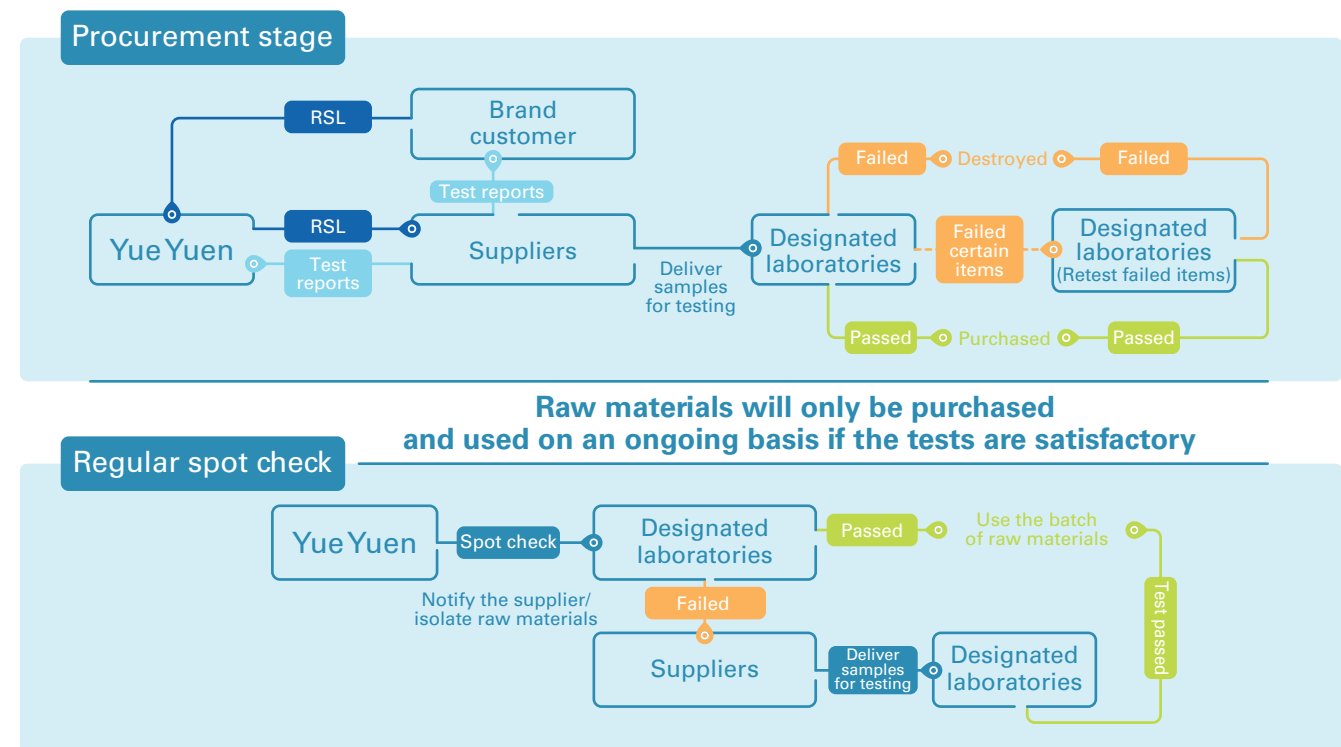 Procurement stage
RSL
Brand
customer
Test reports
Yue Yuen
RSL
Test
reports
Suppliers
Deliver
samples
for testing
Designated
laboratories
Failed
Destroyed
Failed
Failed
certain
items
Designated
laboratories
(Retest failed items)
Passed
Purchased
Passed
Raw materials will only be purchased
and used on an ongoing basis if the tests are satisfactory
Regular spot check
Yue Yuen
Spot check
Designated
laboratories
Passed
Use the batch
of raw materials
Notify the supplier/
isolate raw materials
Failed
Suppliers
Deliver
samples
for testing
Designated
laboratories
Test passed